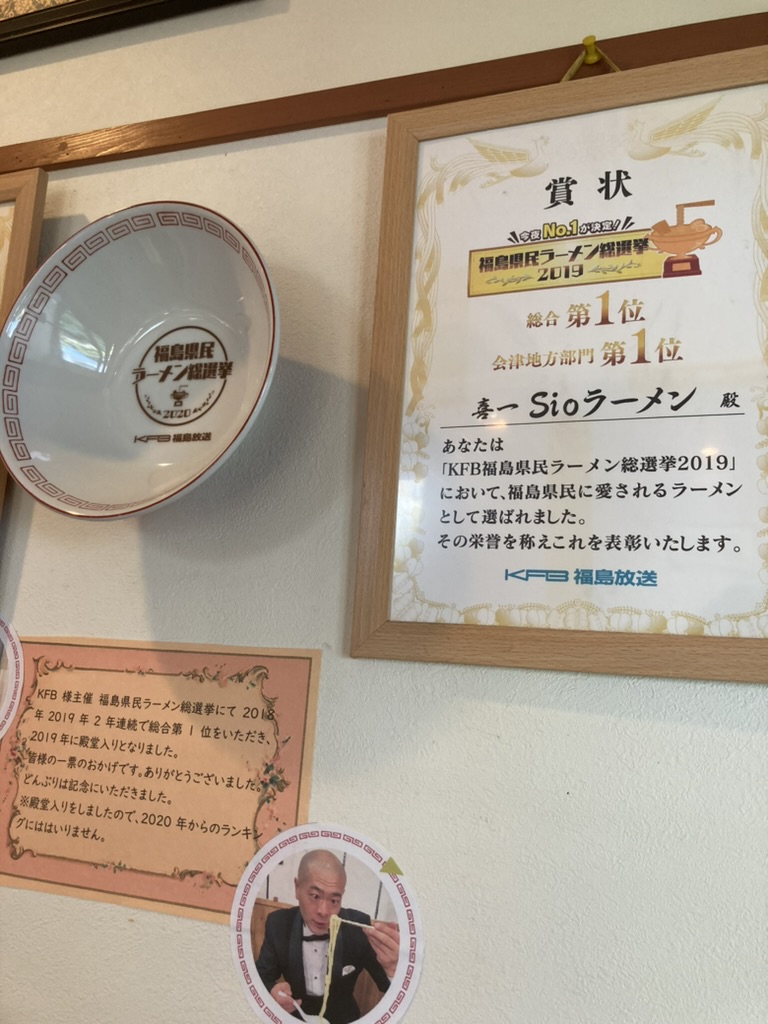 福島県民
ラーメン総選挙
2020
KFB 福島放送
賞状
今夜No.1が決定!
福島県民ラーメン総選挙
2019
総合 第1位
会津地方部門 第1位
喜一 Sioラーメン 殿
あなたは
「KFB福島県民ラーメン総選挙2019」
において、福島県民に愛されるラーメン
として選ばれました。
その栄誉を称えこれを表彰いたします。
KFB 福島放送
KFB 様主催 福島県民ラーメン総選挙にて 2018
年 2019 年 2 年連続で総合第 1 位をいただき、
2019年に殿堂入りとなりました。
皆様の一票のおかげです。ありがとうございました。
どんぶりは記念にいただきました。
※殿堂入りをしましたので、2020 年からのランキン
グにははいりません。